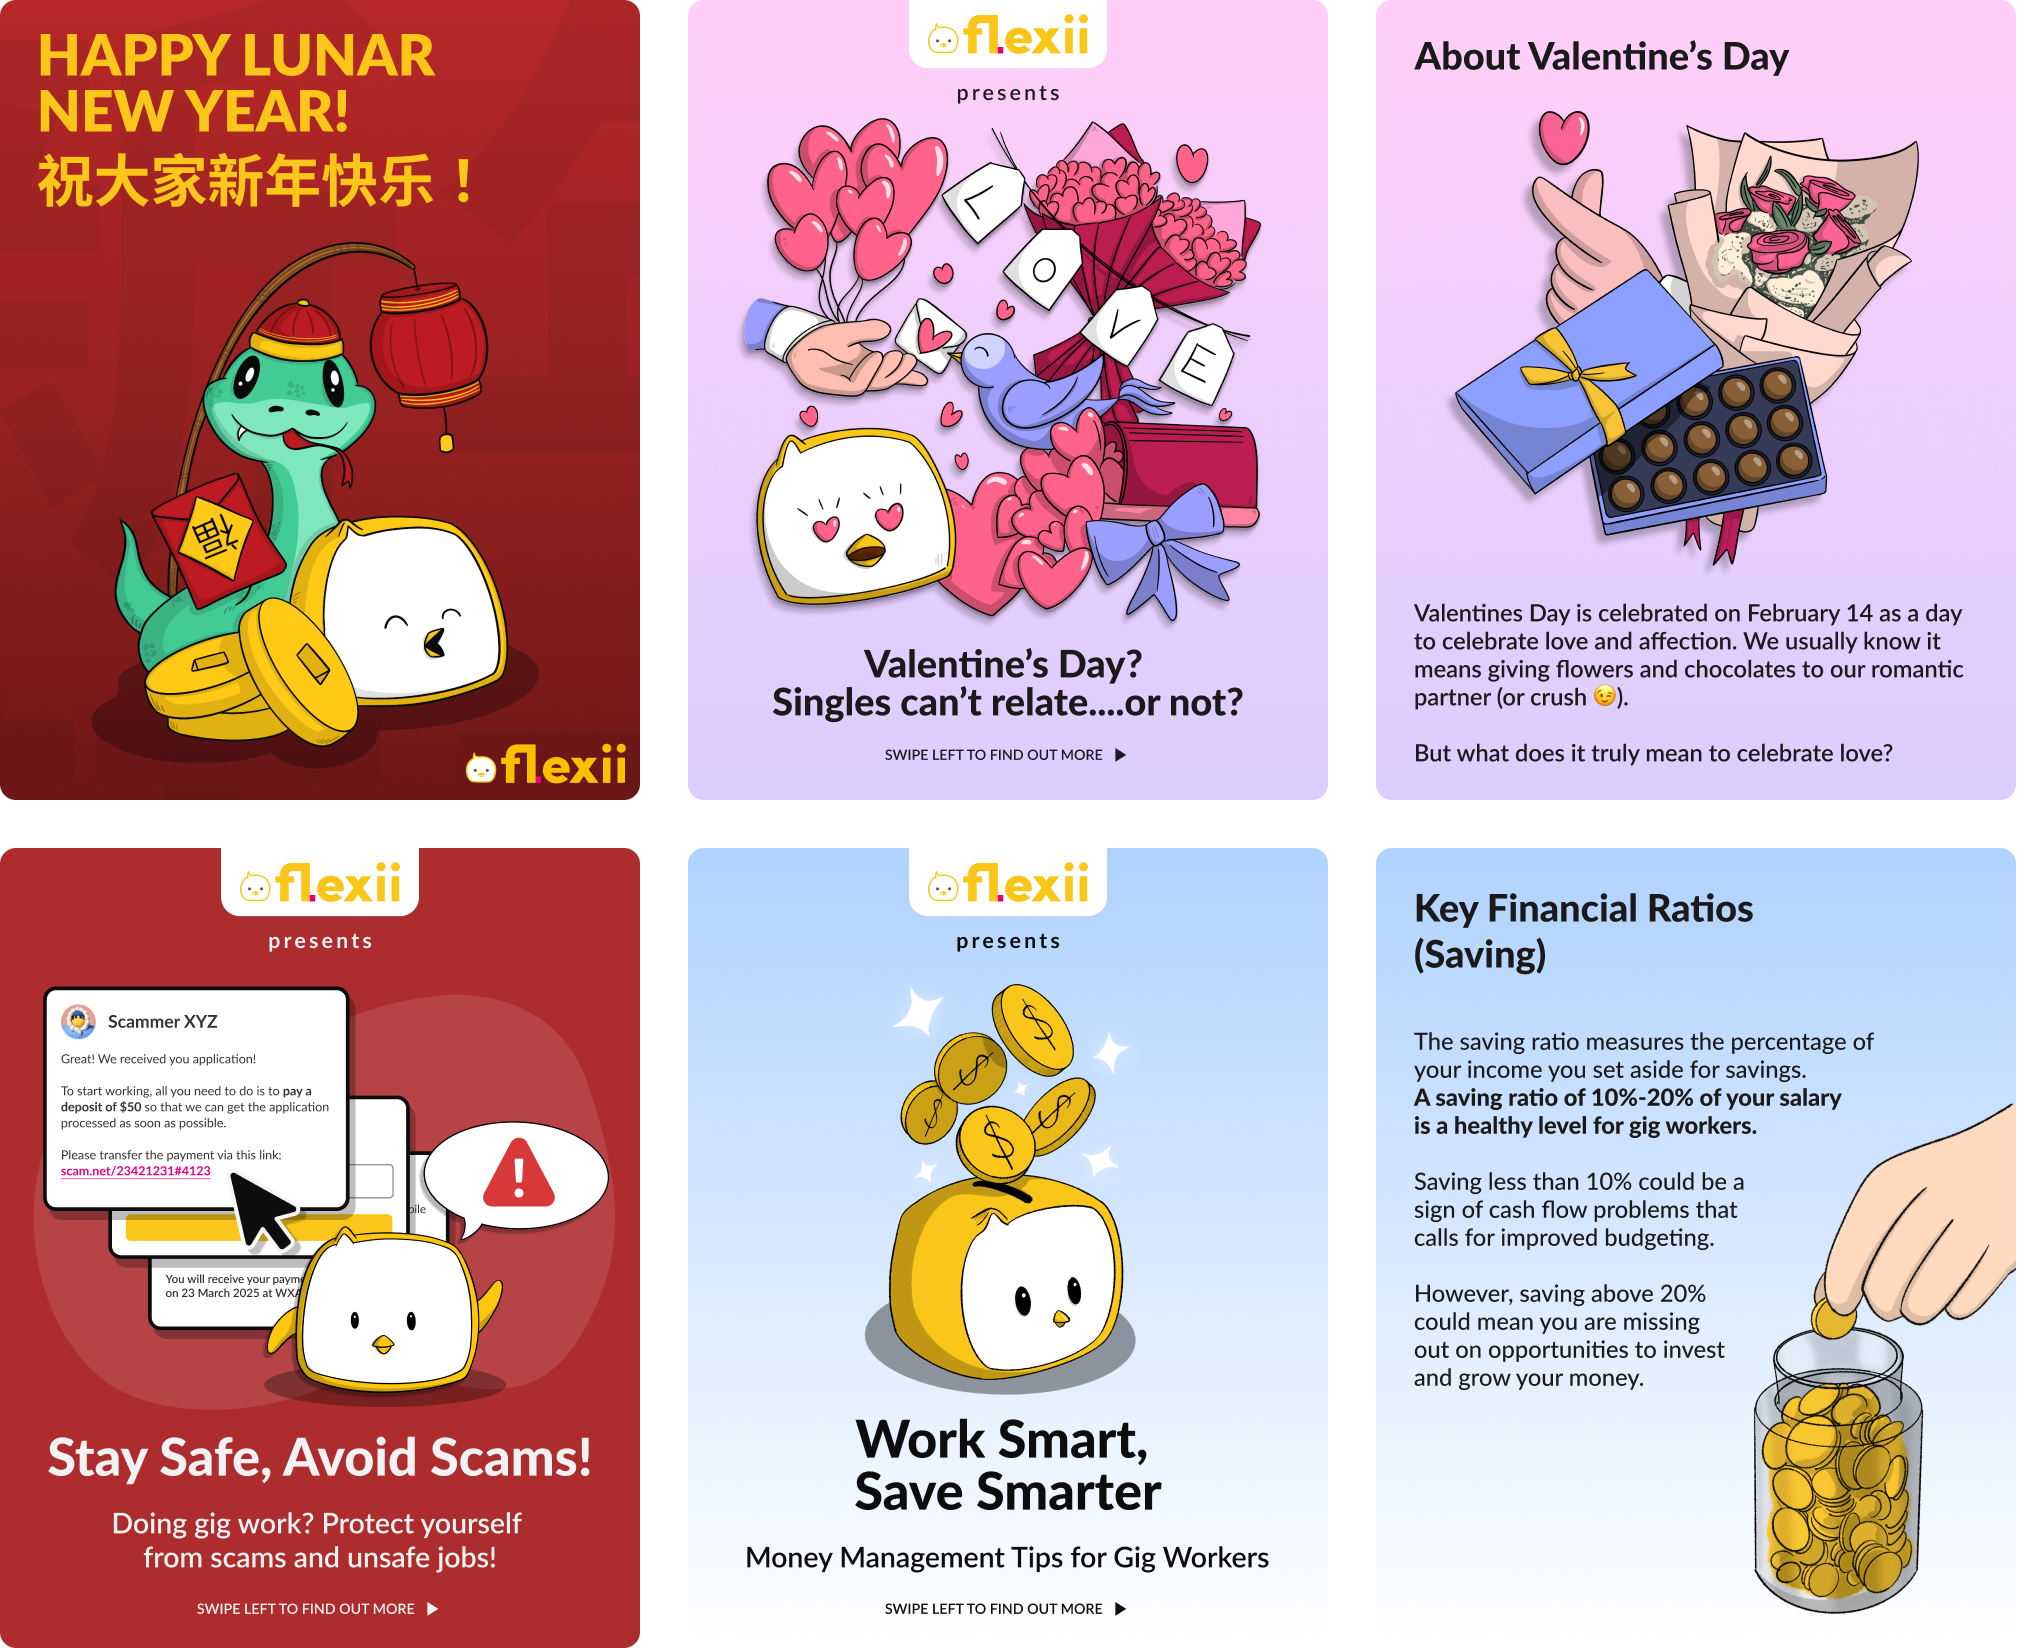 HAPPY LUNAR
NEW YEAR!
祝大家新年快乐！
福
flexii
flexii
presents
L
O
V
E
Valentine's Day?
Singles can't relate....or not?
SWIPE LEFT TO FIND OUT MORE
About Valentine's Day
Valentines Day is celebrated on February 14 as a day
to celebrate love and affection. We usually know it
means giving flowers and chocolates to our romantic
partner (or crush 😉).
But what does it truly mean to celebrate love?
flexii
presents
Scammer XYZ
Great! We received you application!
To start working, all you need to do is to pay a
deposit of $50 so that we can get the application
processed as soon as possible.
Please transfer the payment via this link:
scam.net/23421231#4123
You will receive your
on 23 March 2025 at
Stay Safe, Avoid Scams!
Doing gig work? Protect yourself
from scams and unsafe jobs!
SWIPE LEFT TO FIND OUT MORE
flexii
presents
$
$
$
$
$
Work Smart,
Save Smarter
Money Management Tips for Gig Workers
SWIPE LEFT TO FIND OUT MORE
Key Financial Ratios
(Saving)
The saving ratio measures the percentage of
your income you set aside for savings.
A saving ratio of 10%-20% of your salary
is a healthy level for gig workers.
Saving less than 10% could be a
sign of cash flow problems that
calls for improved budgeting.
However, saving above 20%
could mean you are missing
out on opportunities to invest
and grow your money.